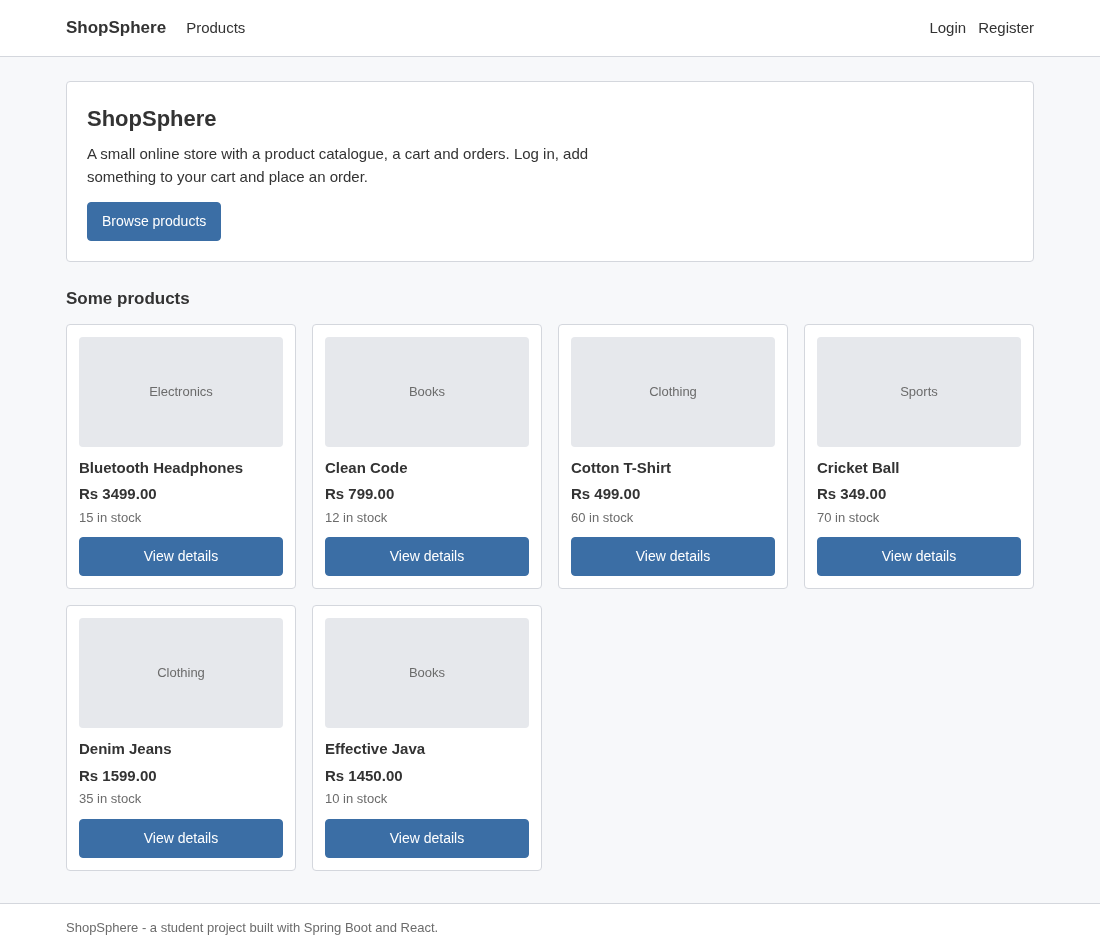 ShopSphere Products Login Register
ShopSphere
A small online store with a product catalogue, a cart and orders. Log in, add
something to your cart and place an order.
Browse products
Some products
Electronics
Bluetooth Headphones
Rs 3499.00
15 in stock
View details
Books
Clean Code
Rs 799.00
12 in stock
View details
Clothing
Cotton T-Shirt
Rs 499.00
60 in stock
View details
Sports
Cricket Ball
Rs 349.00
70 in stock
View details
Clothing
Denim Jeans
Rs 1599.00
35 in stock
View details
Books
Effective Java
Rs 1450.00
10 in stock
View details
ShopSphere - a student project built with Spring Boot and React.